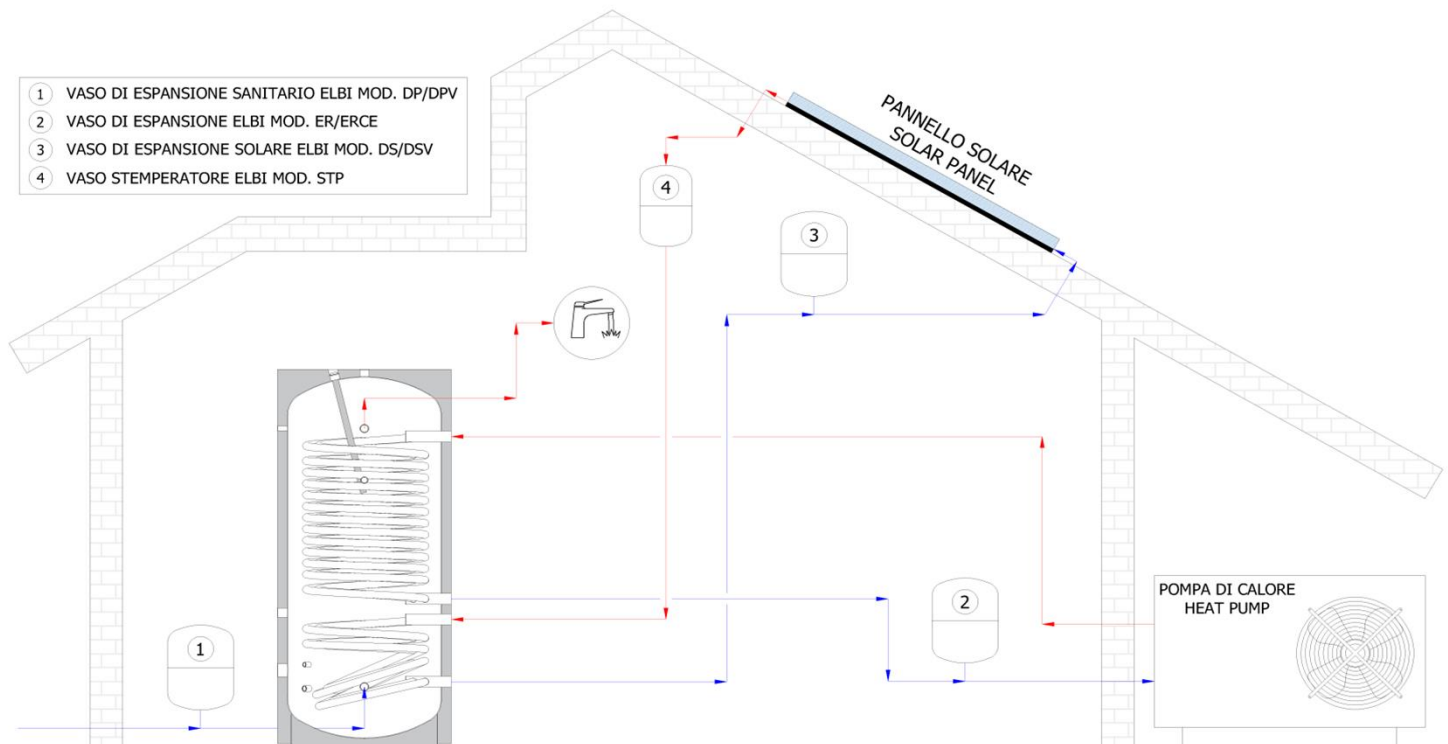 1 VASO DI ESPANSIONE SANITARIO ELBI MOD. DP/DPV
2 VASO DI ESPANSIONE ELBI MOD. ER/ERCE
3 VASO DI ESPANSIONE SOLARE ELBI MOD. DS/DSV
4 VASO STEMPERATORE ELBI MOD. STP
PANNELLO SOLARE
SOLAR PANEL
4
3
POMPA DI CALORE
HEAT PUMP
2
1